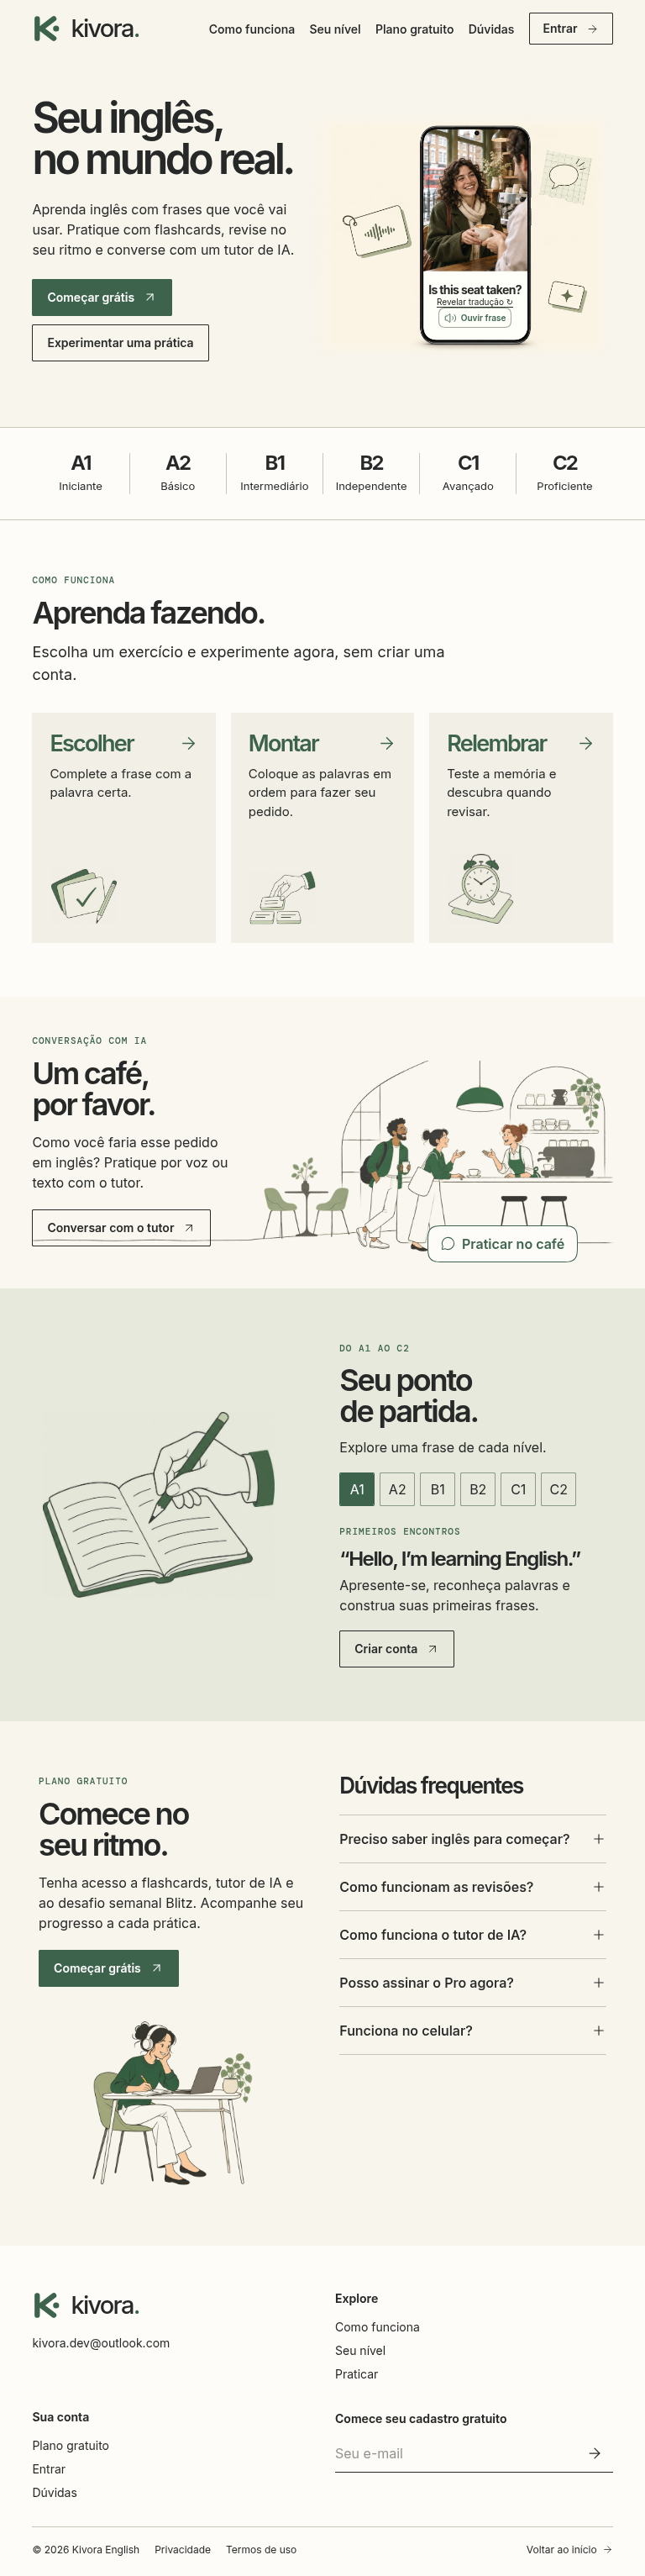 kivora.
Como funciona
Seu nível
Plano gratuito
Dúvidas
Entrar
Seu inglês,
no mundo real.
Aprenda inglês com frases que você vai
usar. Pratique com flashcards, revise no
seu ritmo e converse com um tutor de IA.
Começar grátis
Experimentar uma prática
Is this seat taken?
Revelar tradução ↻
Ouvir frase
A1
Iniciante
A2
Básico
B1
Intermediário
B2
Independente
C1
Avançado
C2
Proficiente
COMO FUNCIONA
Aprenda fazendo.
Escolha um exercício e experimente agora, sem criar uma
conta.
Escolher
Complete a frase com a
palavra certa.
Montar
Coloque as palavras em
ordem para fazer seu
pedido.
Relembrar
Teste a memória e
descubra quando
revisar.
CONVERSAÇÃO COM IA
Um café,
por favor.
Como você faria esse pedido
em inglês? Pratique por voz ou
texto com o tutor.
Conversar com o tutor
Praticar no café
DO A1 AO C2
Seu ponto
de partida.
Explore uma frase de cada nível.
A1
A2
B1
B2
C1
C2
PRIMEIROS ENCONTROS
“Hello, I’m learning English.”
Apresente-se, reconheça palavras e
construa suas primeiras frases.
Criar conta
PLANO GRATUITO
Comece no
seu ritmo.
Tenha acesso a flashcards, tutor de IA e
ao desafio semanal Blitz. Acompanhe seu
progresso a cada prática.
Começar grátis
Dúvidas frequentes
Preciso saber inglês para começar?
Como funcionam as revisões?
Como funciona o tutor de IA?
Posso assinar o Pro agora?
Funciona no celular?
kivora.
kivora.dev@outlook.com
Explore
Como funciona
Seu nível
Praticar
Sua conta
Plano gratuito
Entrar
Dúvidas
Comece seu cadastro gratuito
Seu e-mail
© 2026 Kivora English
Privacidade
Termos de uso
Voltar ao início